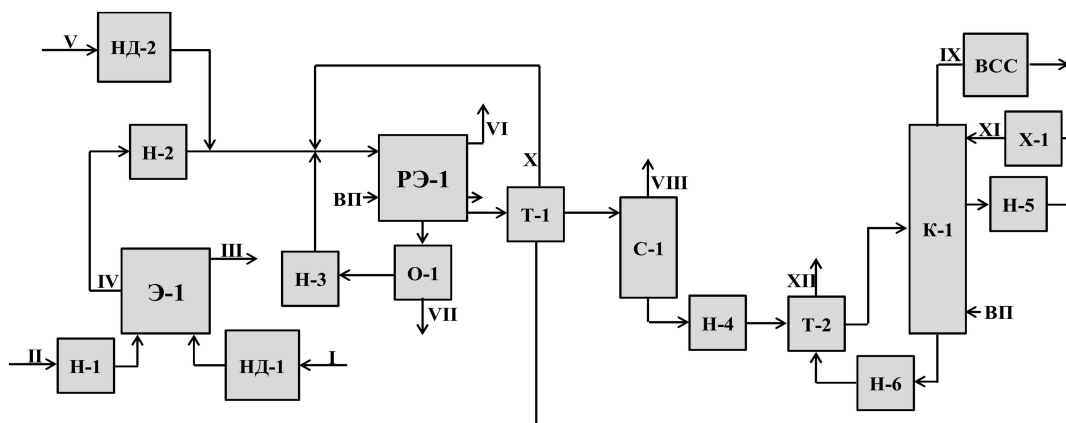 V
НД-2
Н-2
IV
III
Э-1
II
Н-1
НД-1
I
VI
РЭ-1
ВП
Н-3
О-1
VII
X
Т-1
VIII
С-1
Н-4
XII
Т-2
Н-6
IX
ВСС
XI
Х-1
Н-5
К-1
ВП